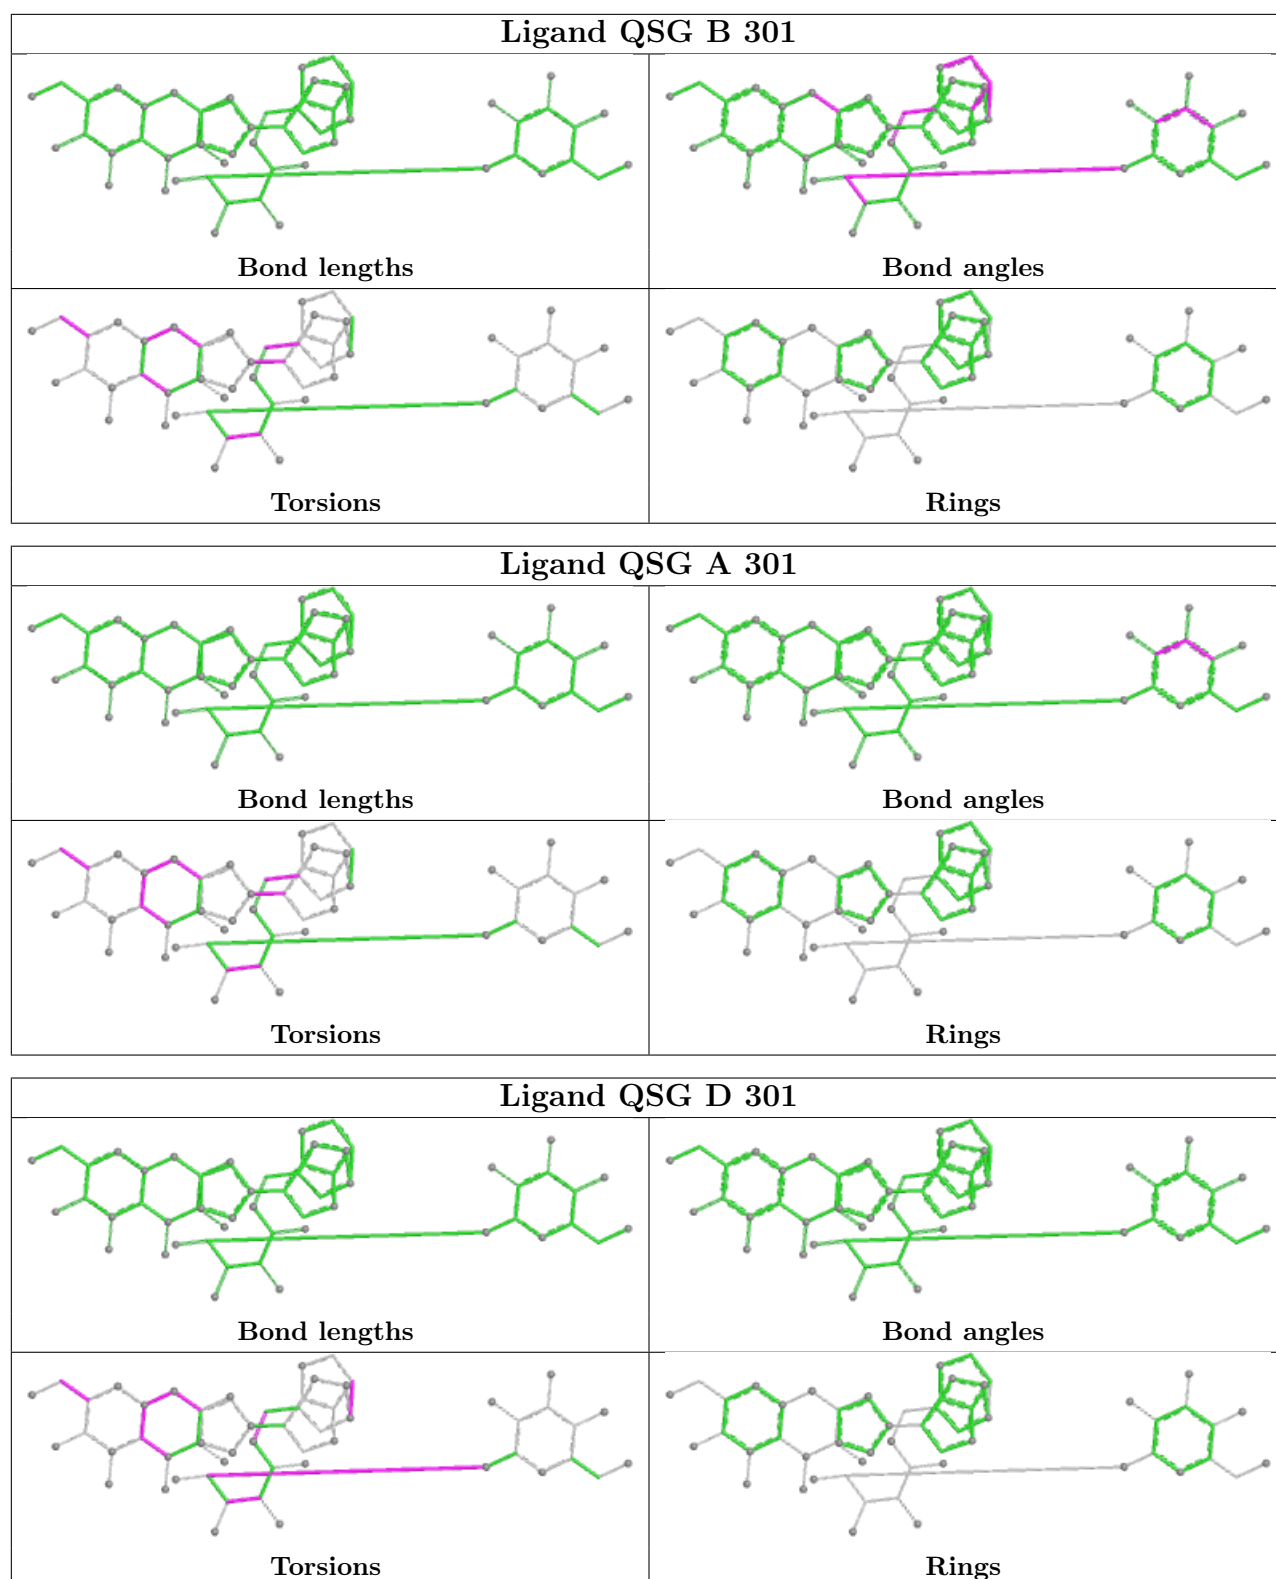 Ligand QSG B 301
Bond lengths
Bond angles
Torsions
Rings
Ligand QSG A 301
Bond lengths
Bond angles
Torsions
Rings
Ligand QSG D 301
Bond lengths
Bond angles
Torsions
Rings